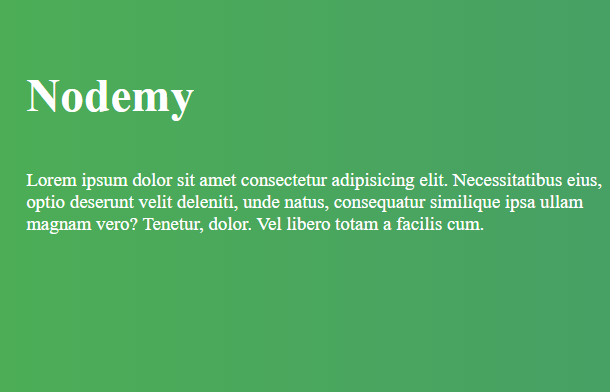 Nodemy
Lorem ipsum dolor sit amet consectetur adipisicing elit. Necessitatibus eius,
optio deserunt velit deleniti, unde natus, consequatur similique ipsa ullam
magnam vero? Tenetur, dolor. Vel libero totam a facilis cum.